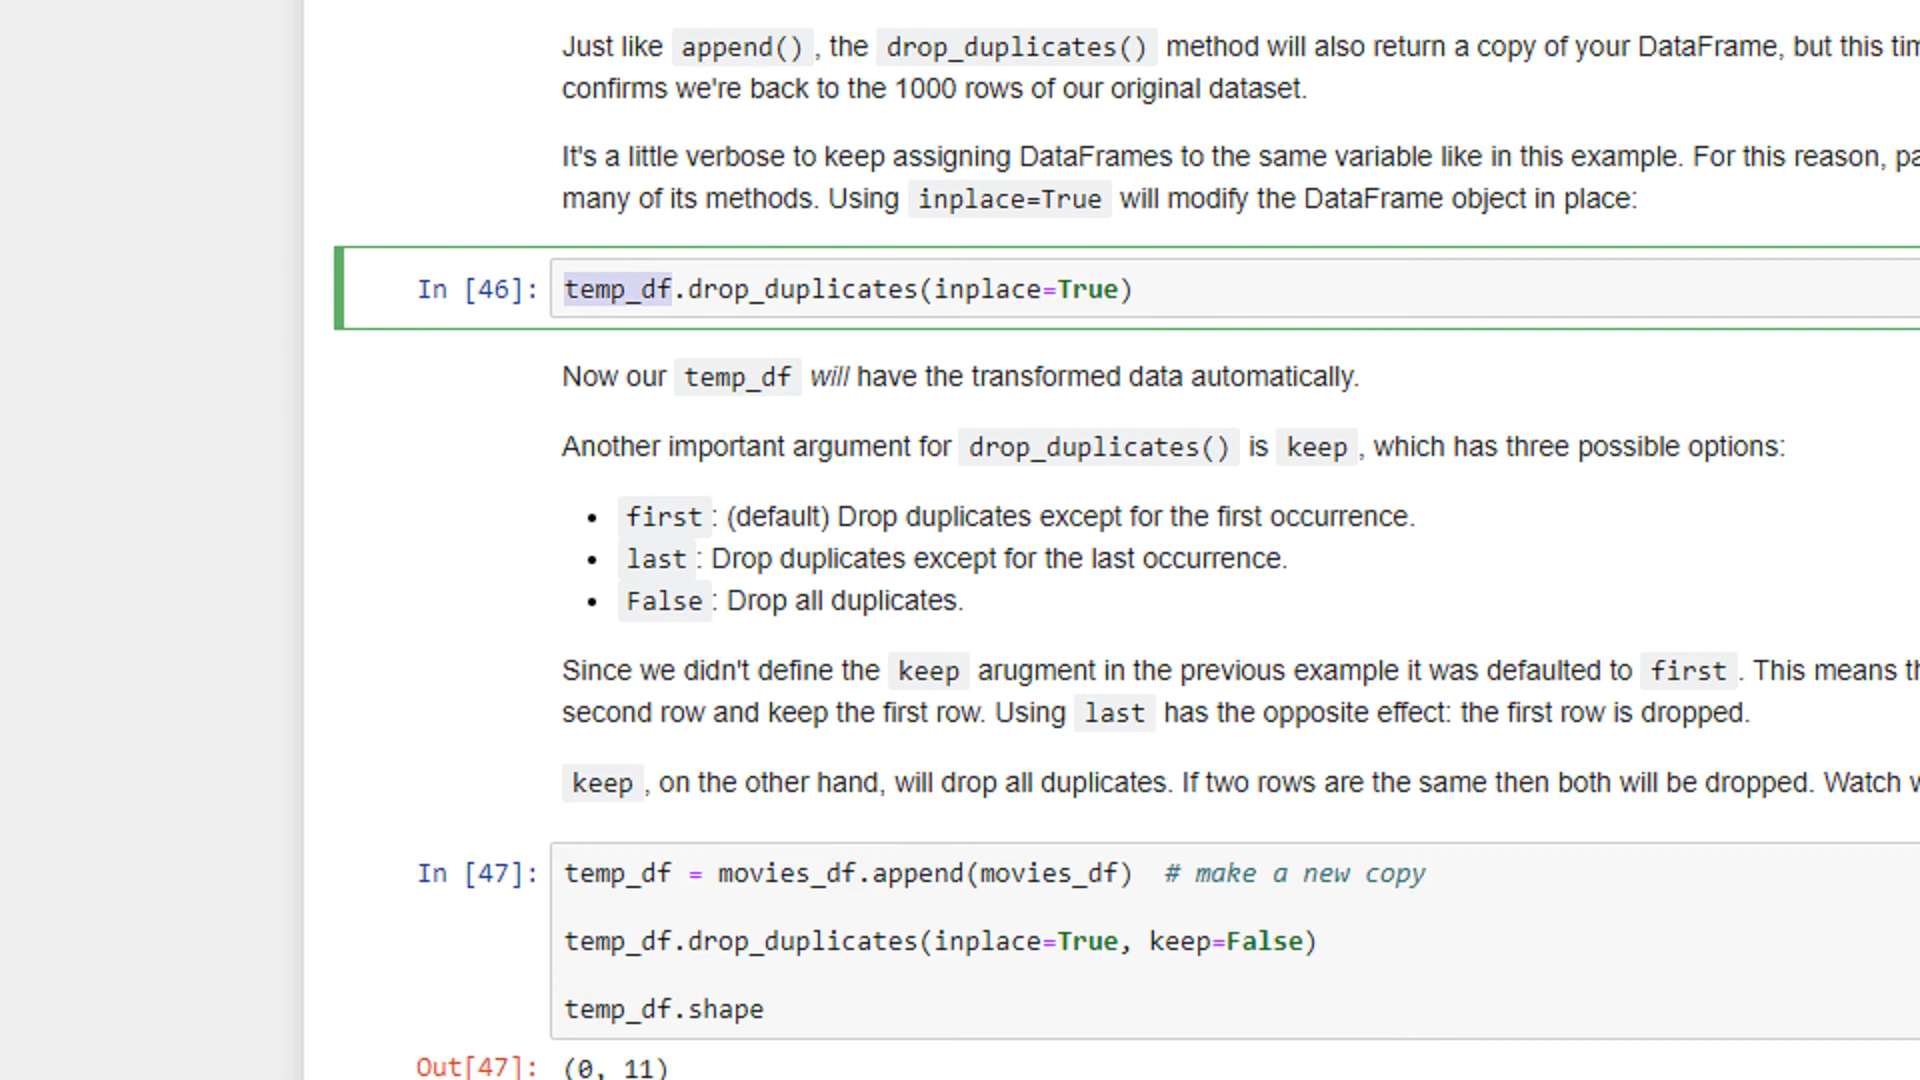 Just like append() , the drop_duplicates() method will also return a copy of your DataFrame, but this
confirms we're back to the 1000 rows of our original dataset.
It's a little verbose to keep assigning DataFrames to the same variable like in this example. For this reason,
many of its methods. Using inplace=True will modify the DataFrame object in place:
In [46]: temp_df.drop_duplicates(inplace=True)
Now our temp_df will have the transformed data automatically.
Another important argument for drop_duplicates() is keep , which has three possible options:
• first : (default) Drop duplicates except for the first occurrence.
• last : Drop duplicates except for the last occurrence.
• False : Drop all duplicates.
Since we didn't define the keep arugment in the previous example it was defaulted to first . This means
second row and keep the first row. Using last has the opposite effect: the first row is dropped.
keep , on the other hand, will drop all duplicates. If two rows are the same then both will be dropped. Watch
In [47]: temp_df = movies_df.append(movies_df)  # make a new copy
temp_df.drop_duplicates(inplace=True, keep=False)
temp_df.shape
Out[47]: (0, 11)